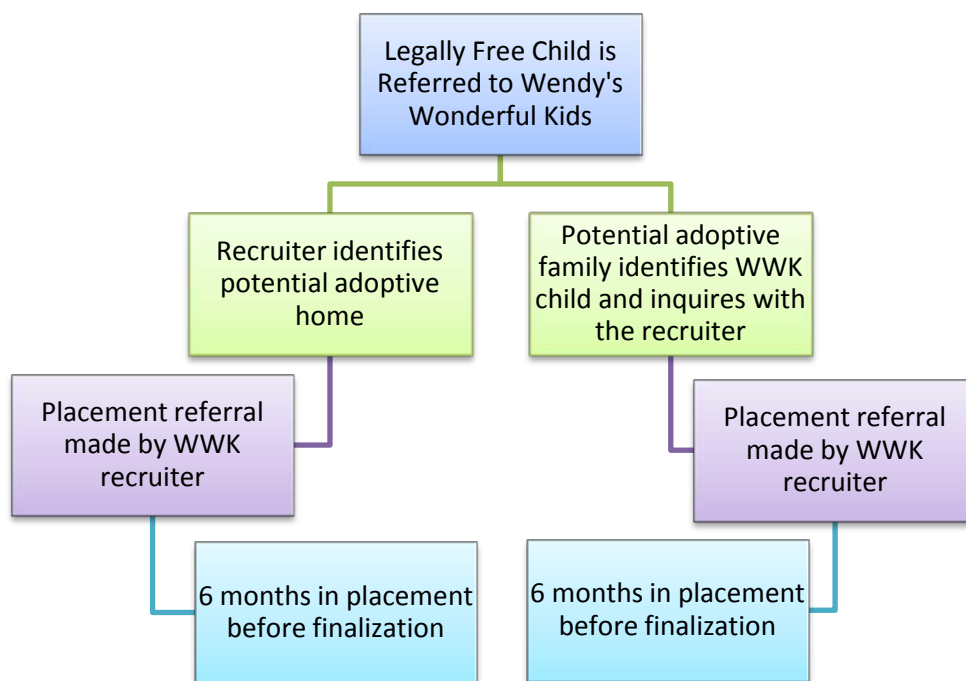 Legally Free Child is
Referred to Wendy's
Wonderful Kids
Recruiter identifies
potential adoptive
home
Potential adoptive
family identifies WWK
child and inquires with
the recruiter
Placement referral
made by WWK
recruiter
Placement referral
made by WWK
recruiter
6 months in placement
before finalization
6 months in placement
before finalization